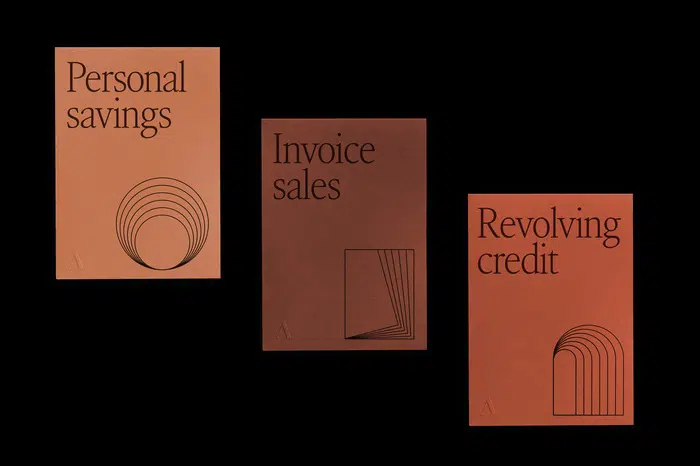 Personal
savings
A
Invoice
sales
A
Revolving
credit
A